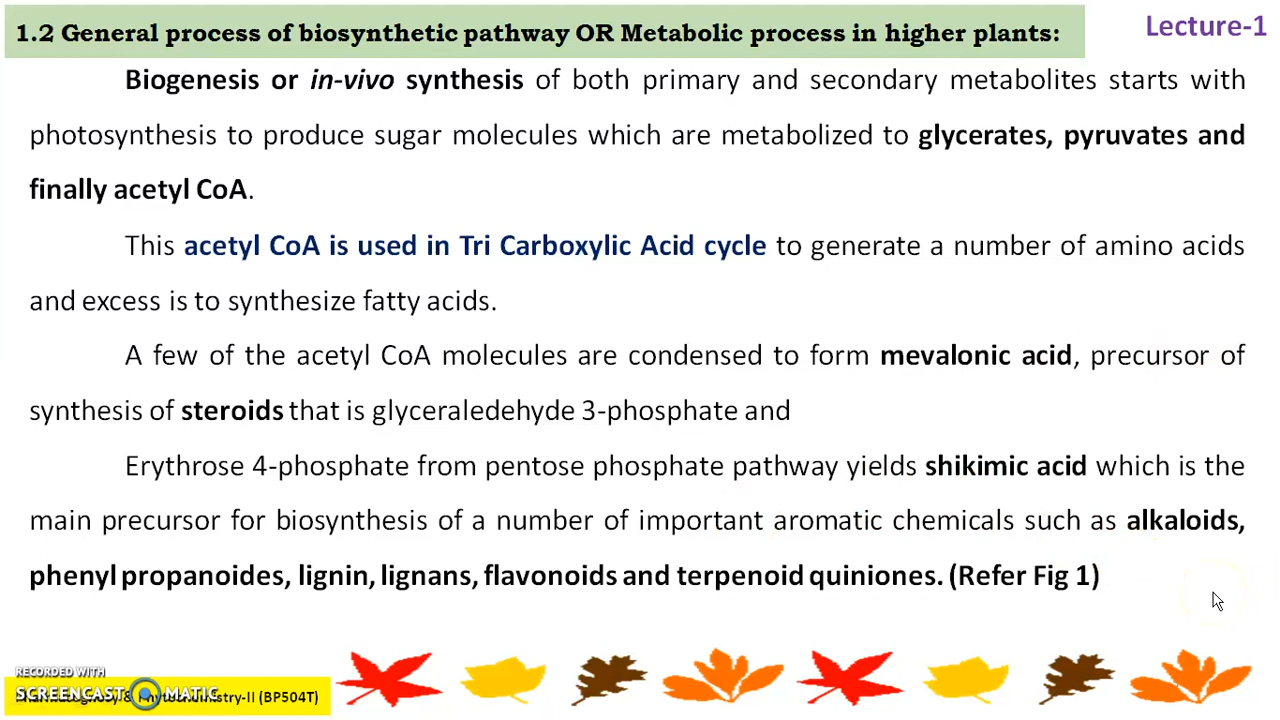 1.2 General process of biosynthetic pathway OR Metabolic process in higher plants:
Lecture-1
Biogenesis or in-vivo synthesis of both primary and secondary metabolites starts with
photosynthesis to produce sugar molecules which are metabolized to glycerates, pyruvates and
finally acetyl CoA.
This acetyl CoA is used in Tri Carboxylic Acid cycle to generate a number of amino acids
and excess is to synthesize fatty acids.
A few of the acetyl CoA molecules are condensed to form mevalonic acid, precursor of
synthesis of steroids that is glyceraledehyde 3-phosphate and
Erythrose 4-phosphate from pentose phosphate pathway yields shikimic acid which is the
main precursor for biosynthesis of a number of important aromatic chemicals such as alkaloids,
phenyl propanoides, lignin, lignans, flavonoids and terpenoid quiniones. (Refer Fig 1)
RECORDED WITH
SCREENCAST MATIC
& Phytochemistry-II (BP504T)